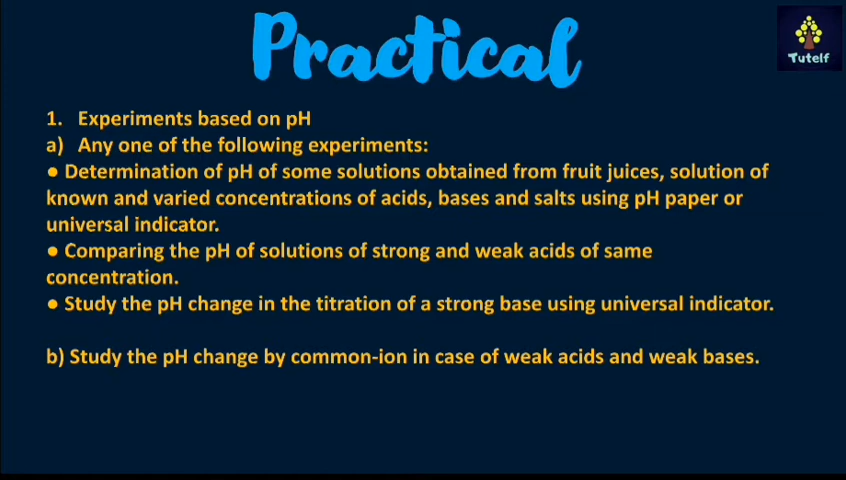 Practical
Tutelf
1. Experiments based on pH
a) Any one of the following experiments:
● Determination of pH of some solutions obtained from fruit juices, solution of
known and varied concentrations of acids, bases and salts using pH paper or
universal indicator.
● Comparing the pH of solutions of strong and weak acids of same
concentration.
● Study the pH change in the titration of a strong base using universal indicator.
b) Study the pH change by common-ion in case of weak acids and weak bases.